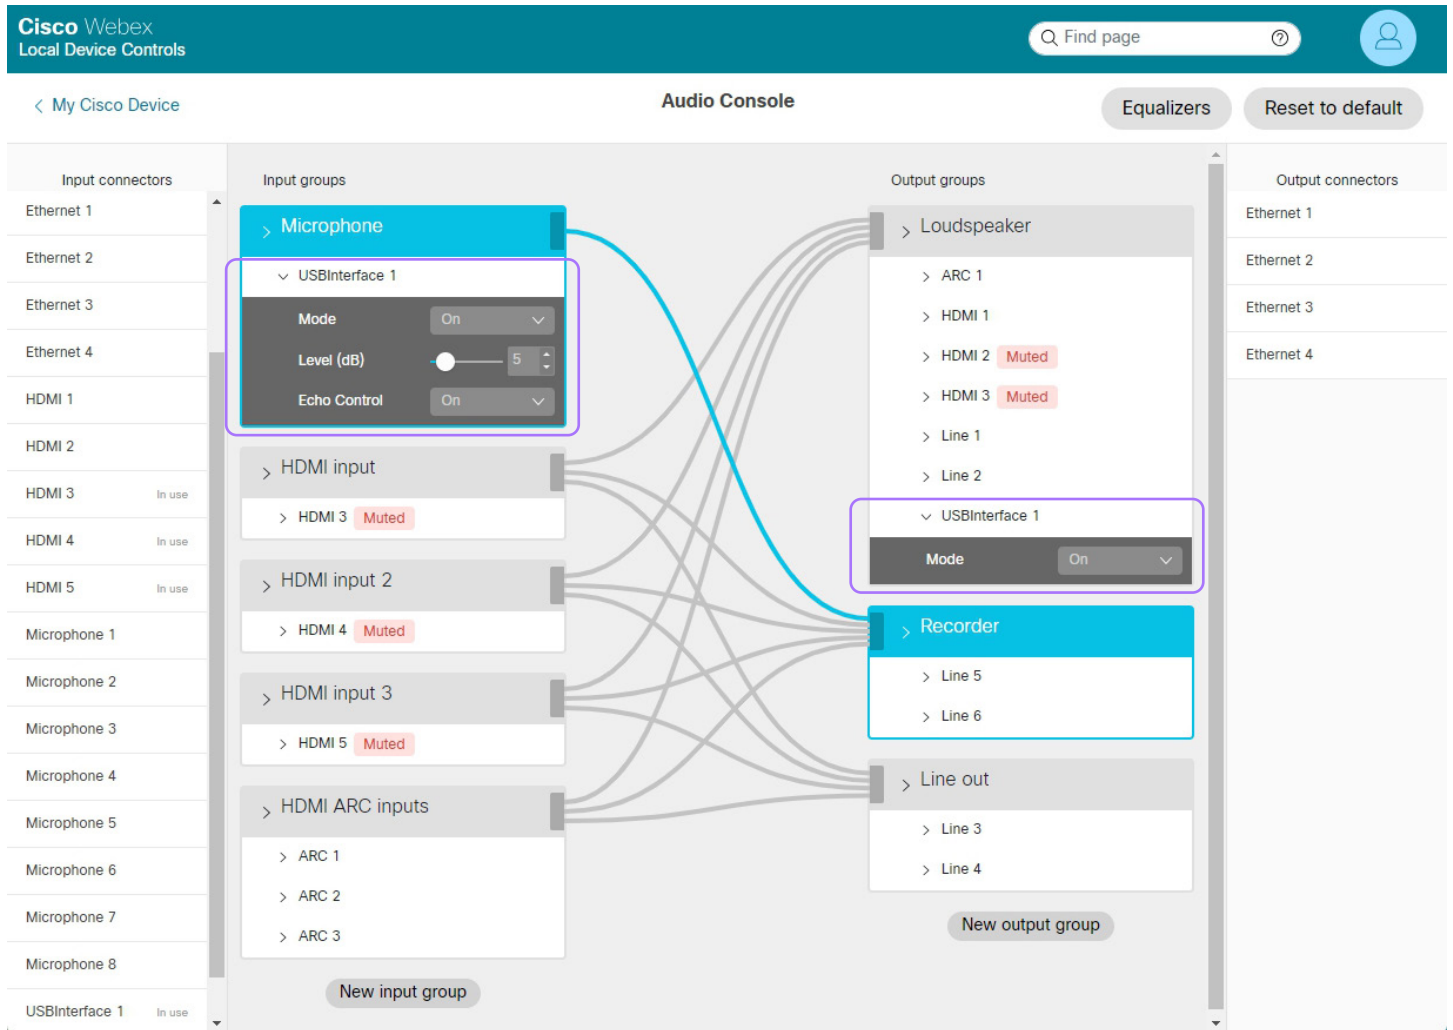 Cisco Webex
Local Device Controls
Find page
My Cisco Device
Audio Console
Equalizers
Reset to default
Input connectors
Ethernet 1
Ethernet 2
Ethernet 3
Ethernet 4
HDMI 1
HDMI 2
HDMI 3 In use
HDMI 4 In use
HDMI 5 In use
Microphone 1
Microphone 2
Microphone 3
Microphone 4
Microphone 5
Microphone 6
Microphone 7
Microphone 8
USBInterface 1 In use
Input groups
Microphone
USBInterface 1
Mode On
Level (dB) 5
Echo Control On
HDMI input
HDMI 3 Muted
HDMI input 2
HDMI 4 Muted
HDMI input 3
HDMI 5 Muted
HDMI ARC inputs
ARC 1
ARC 2
ARC 3
New input group
Output groups
Loudspeaker
ARC 1
HDMI 1
HDMI 2 Muted
HDMI 3 Muted
Line 1
Line 2
USBInterface 1
Mode On
Recorder
Line 5
Line 6
Line out
Line 3
Line 4
New output group
Output connectors
Ethernet 1
Ethernet 2
Ethernet 3
Ethernet 4